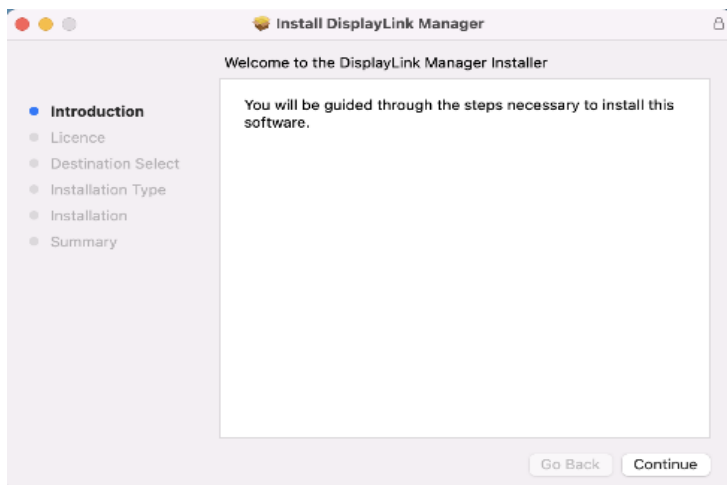 Install DisplayLink Manager
Welcome to the DisplayLink Manager Installer
Introduction
Licence
Destination Select
Installation Type
Installation
Summary
You will be guided through the steps necessary to install this
software.
Go Back
Continue